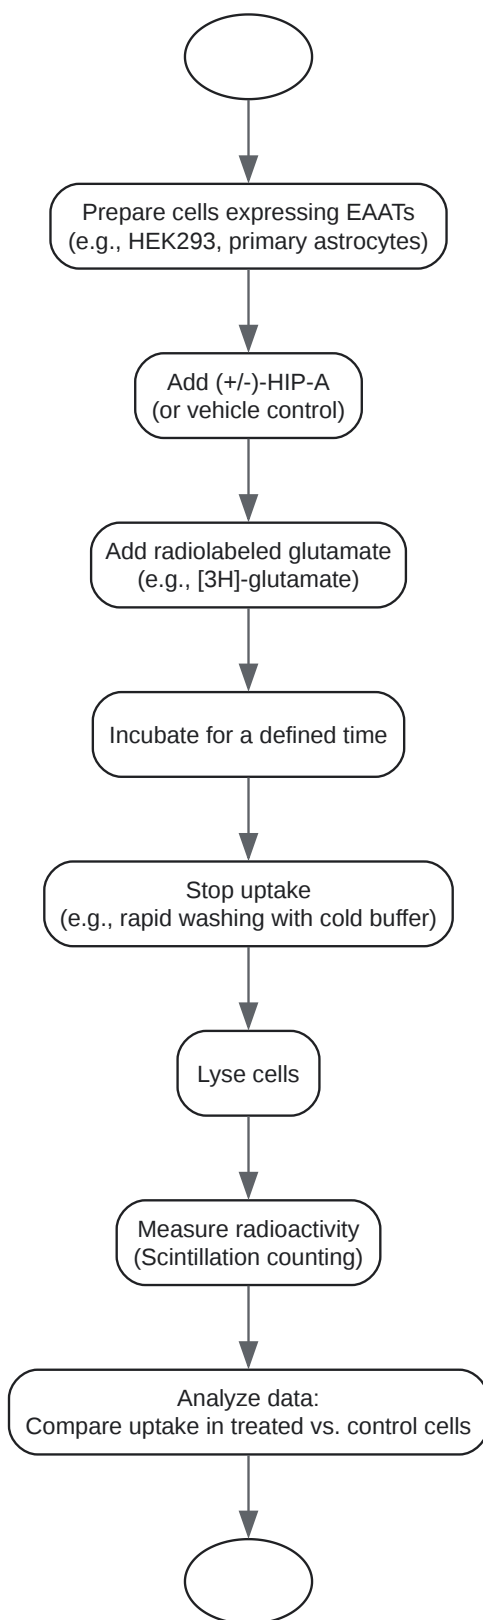 Prepare cells expressing EAATs
(e.g., HEK293, primary astrocytes)
Add (+/-)-HIP-A
(or vehicle control)
Add radiolabeled glutamate
(e.g., [3H]-glutamate)
Incubate for a defined time
Stop uptake
(e.g., rapid washing with cold buffer)
Lyse cells
Measure radioactivity
(Scintillation counting)
Analyze data:
Compare uptake in treated vs. control cells